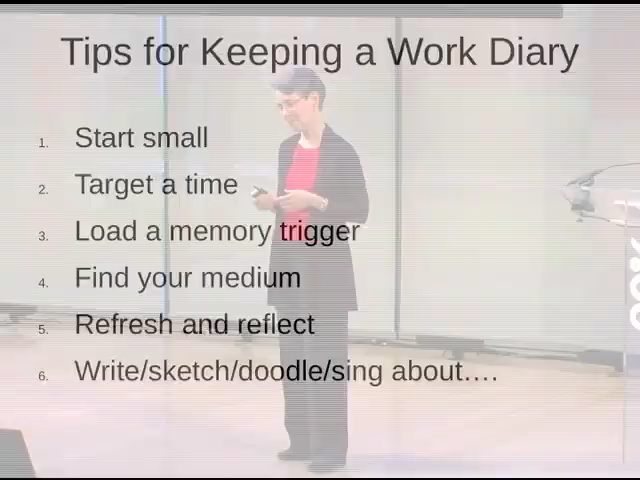 Tips for Keeping a Work Diary
1. Start small
2. Target a time
3. Load a memory trigger
4. Find your medium
5. Refresh and reflect
6. Write/sketch/doodle/sing about….